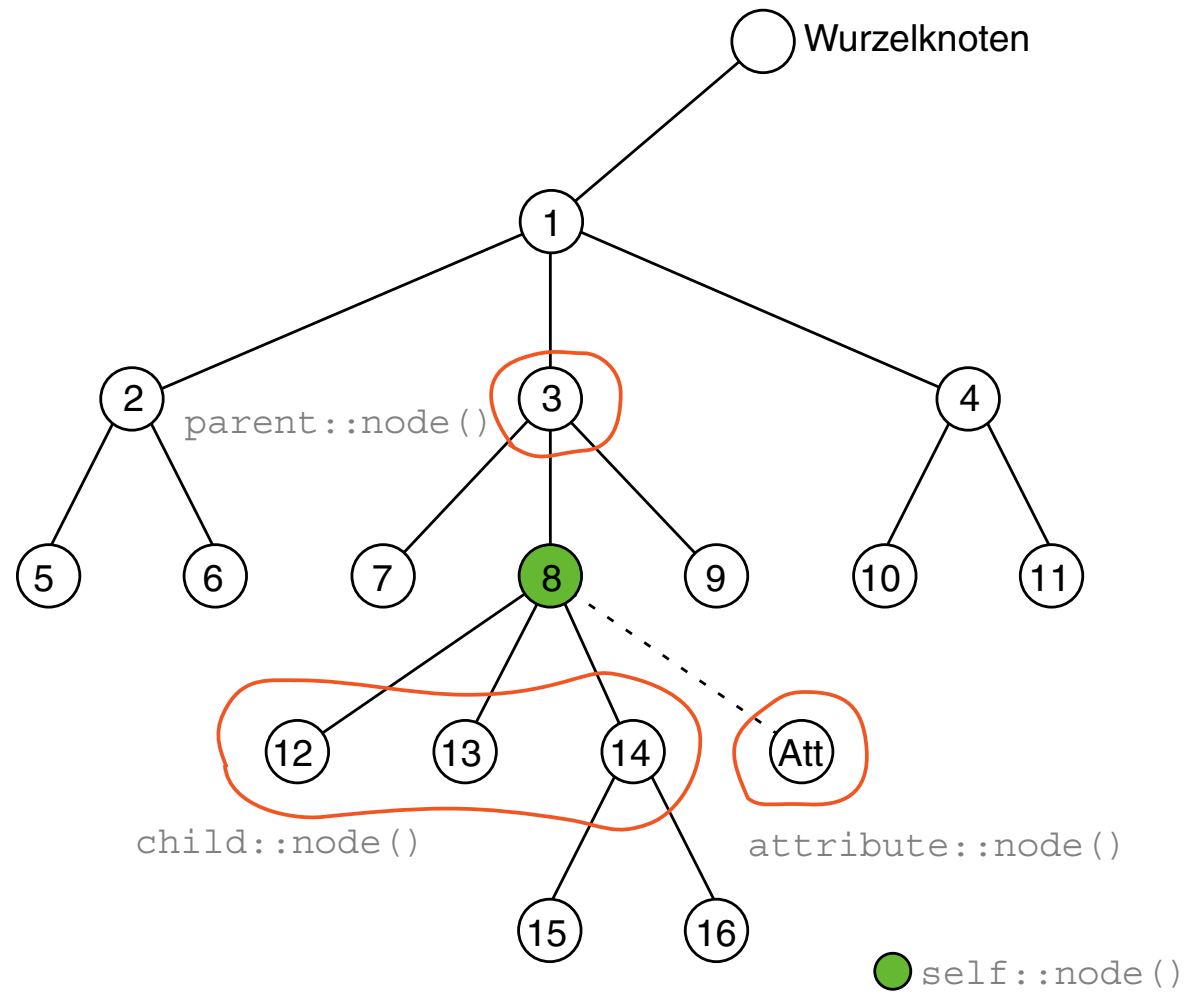 Wurzelknoten
1
2
3
4
parent::node()
5
6
7
8
9
10
11
12
13
14
Att
child::node()
attribute::node()
15
16
self::node()